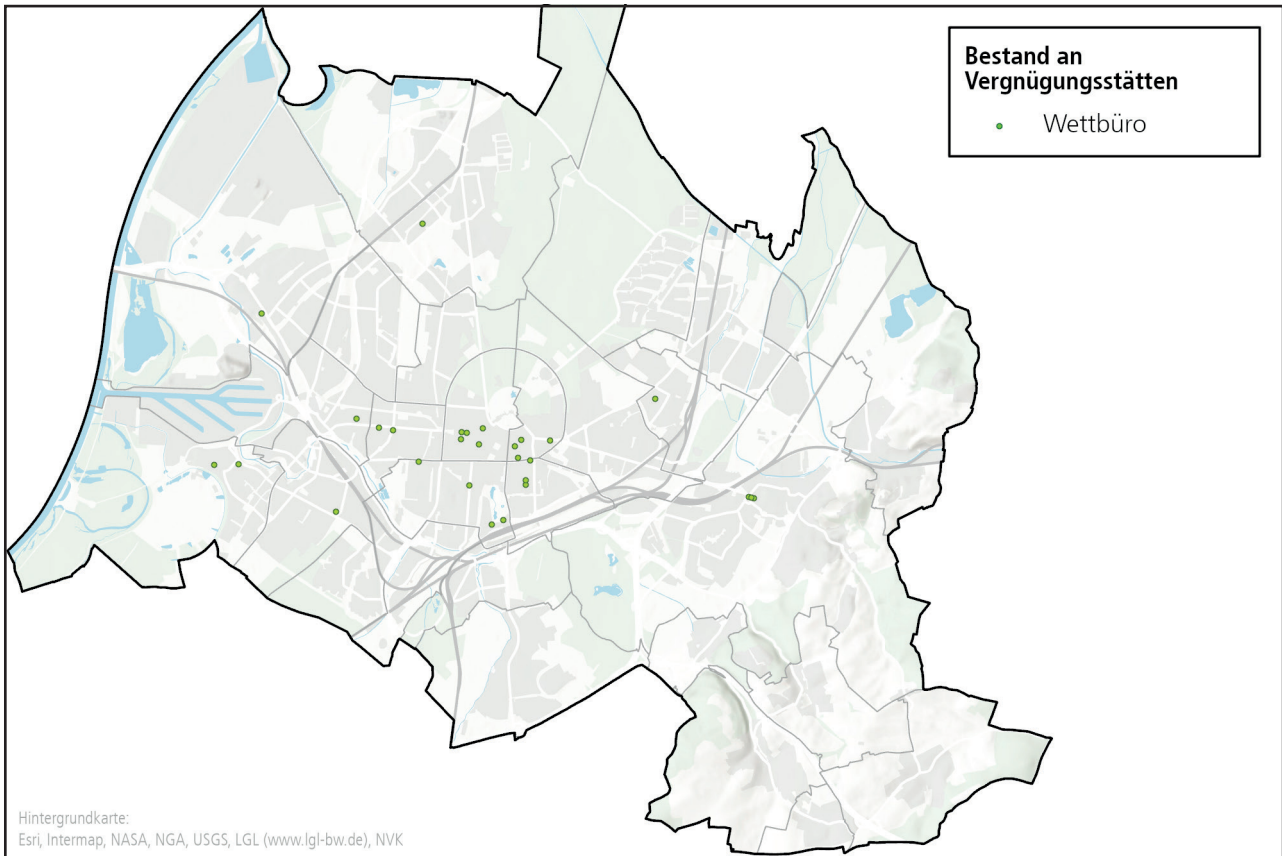 Bestand an
Vergnügungsstätten
Wettbüro
Hintergrundkarte:
Esri, Intermap, NASA, NGA, USGS, LGL (www.lgl-bw.de), NVK